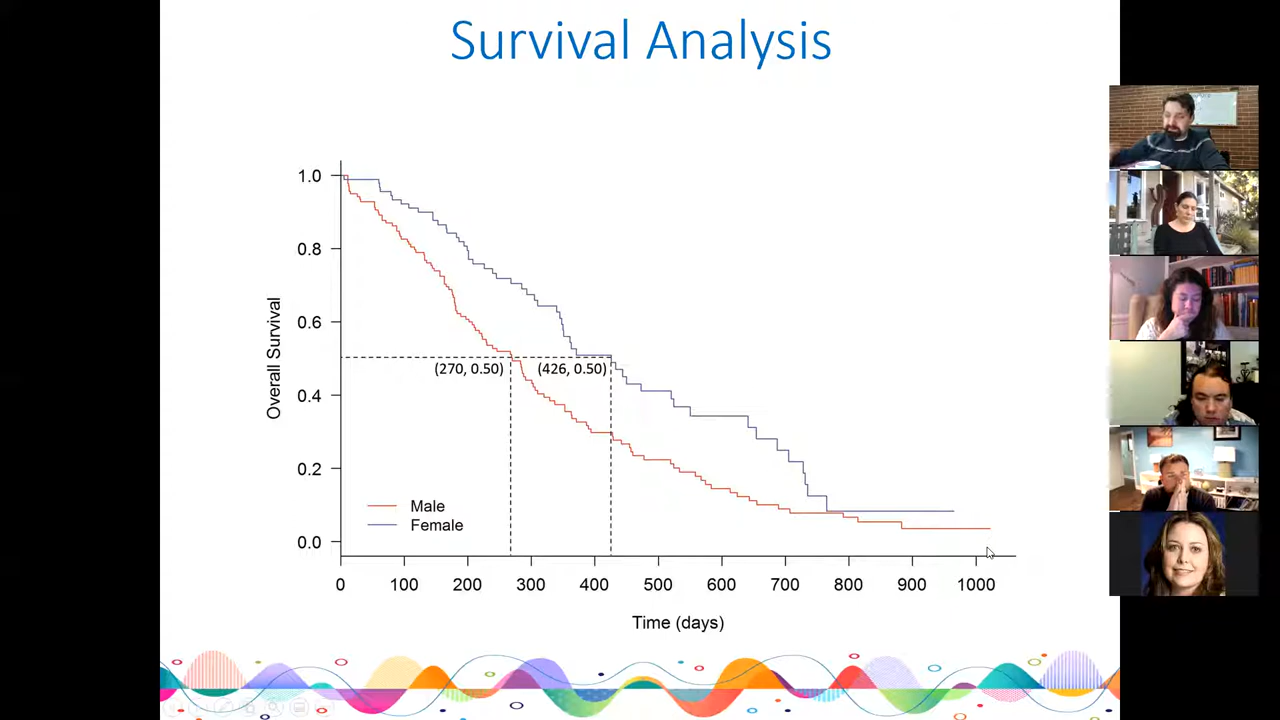 Survival Analysis
1.0
0.8
0.6
0.4
0.2
0.0
Overall Survival
(270, 0.50)
(426, 0.50)
Male
Female
0 100 200 300 400 500 600 700 800 900 1000
Time (days)